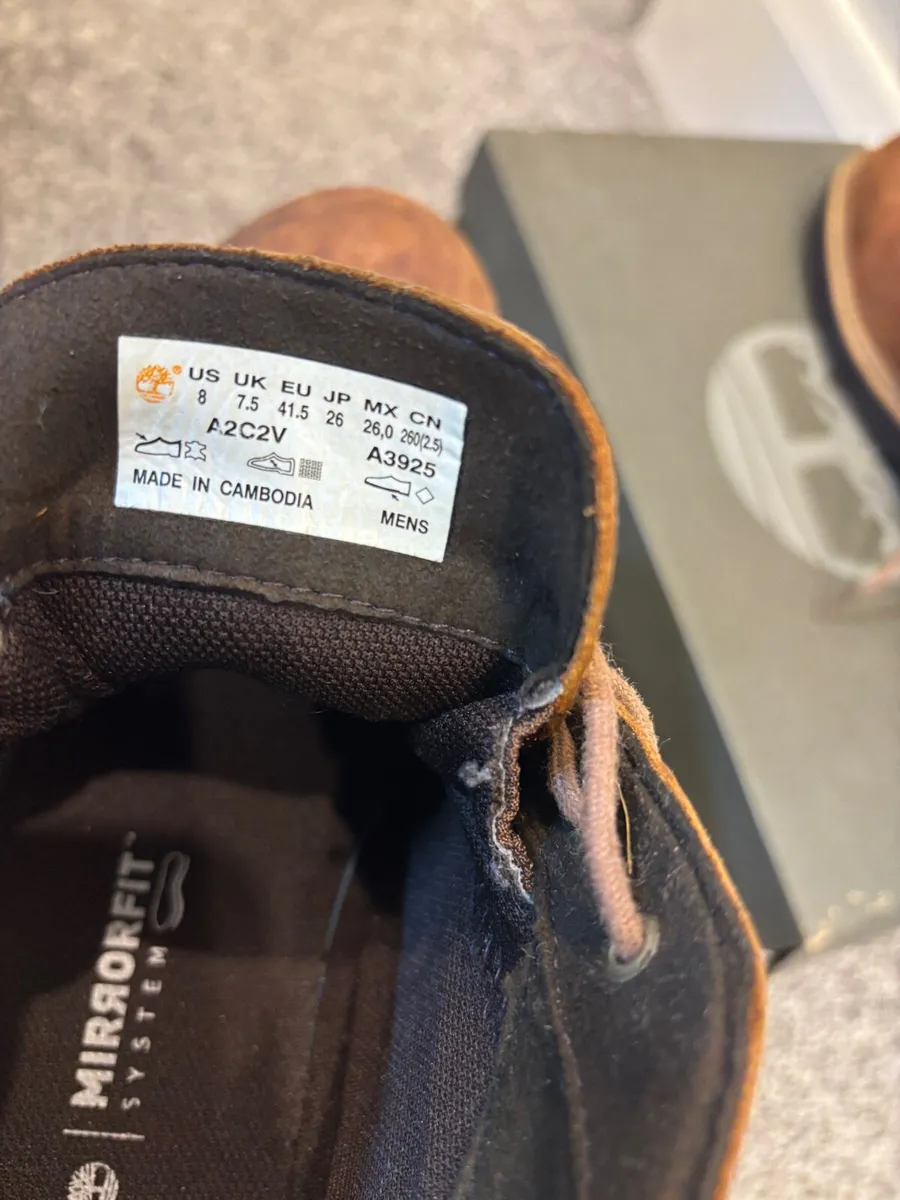 US UK EU JP MX CN
8 7.5 41.5 26 26,0 260(2.5)
A2C2V A3925
MADE IN CAMBODIA MENS
MIRRORFIT
SYSTEM